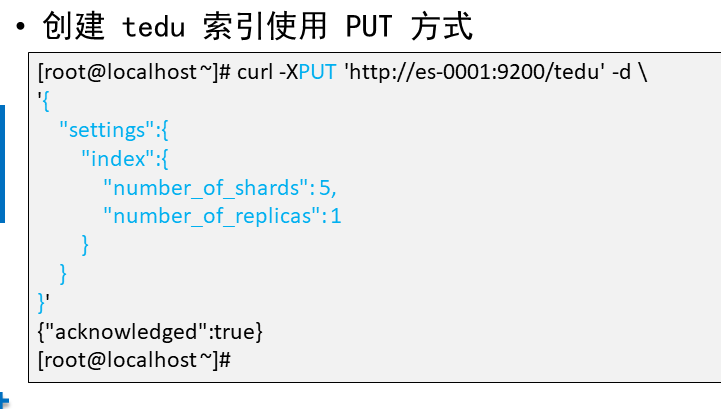 • 创建 tedu 索引使用 PUT 方式
[root@localhost ~]# curl -XPUT 'http://es-0001:9200/tedu' -d \
'{
"settings":{
"index":{
"number_of_shards": 5,
"number_of_replicas": 1
}
}
}'
{"acknowledged":true}
[root@localhost ~]#